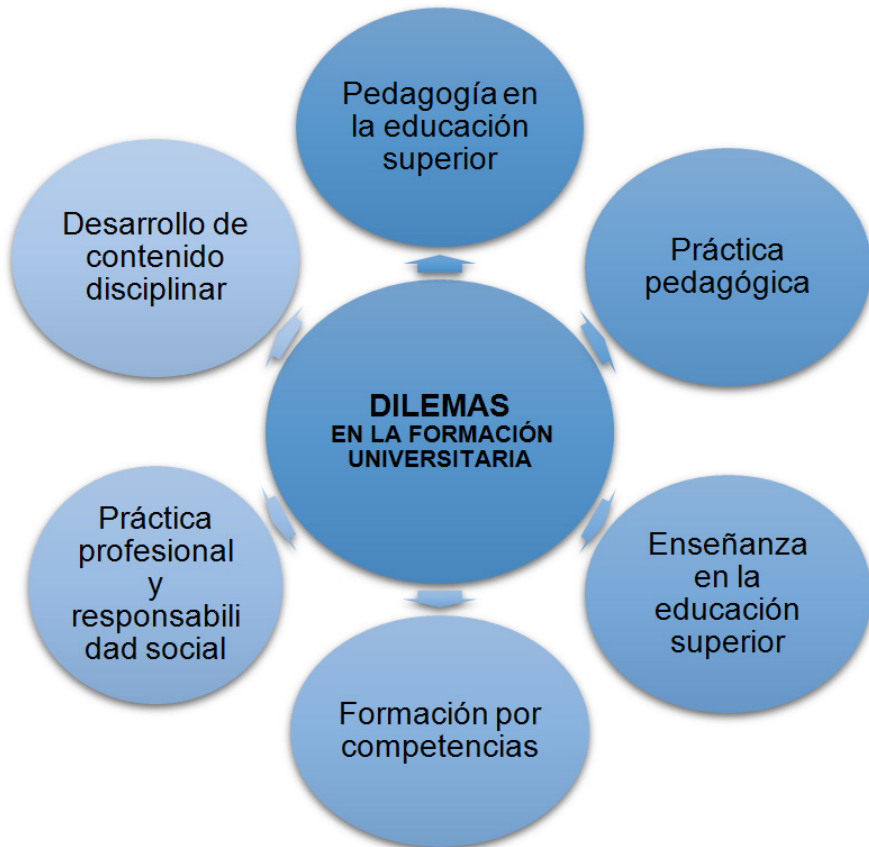 Pedagogía en
la educación
superior
Práctica
pedagógica
Enseñanza
en la
educación
superior
Formación por
competencias
Práctica
profesional
y
responsabili
dad social
Desarrollo de
contenido
disciplinar
DILEMAS
EN LA FORMACIÓN
UNIVERSITARIA